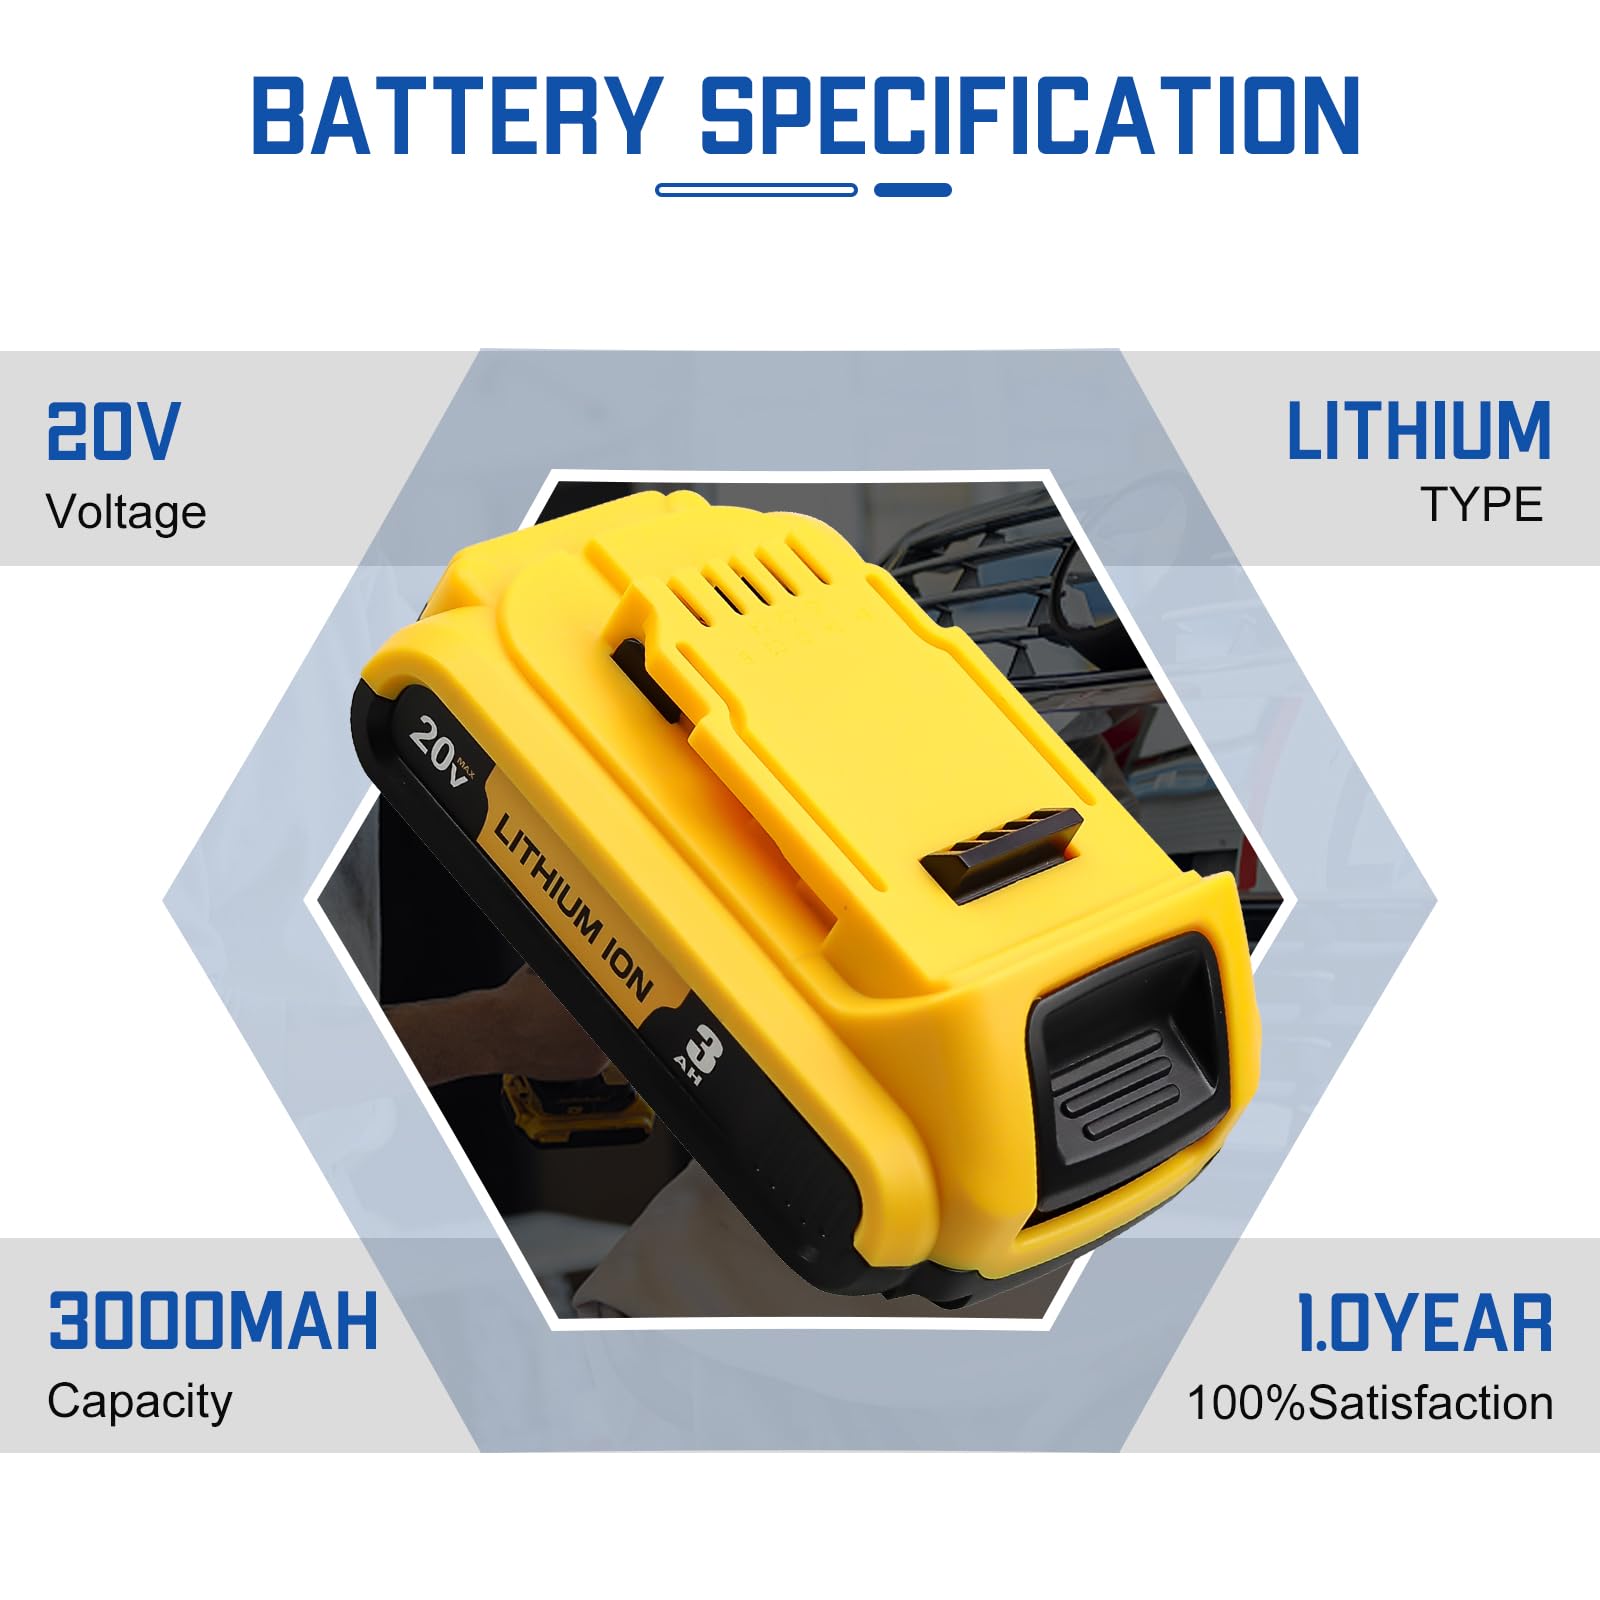 BATTERY SPECIFICATION
20V
Voltage
LITHIUM
TYPE
20V MAX
LITHIUM ION
3
AH
3000MAH
Capacity
1.0YEAR
100%Satisfaction